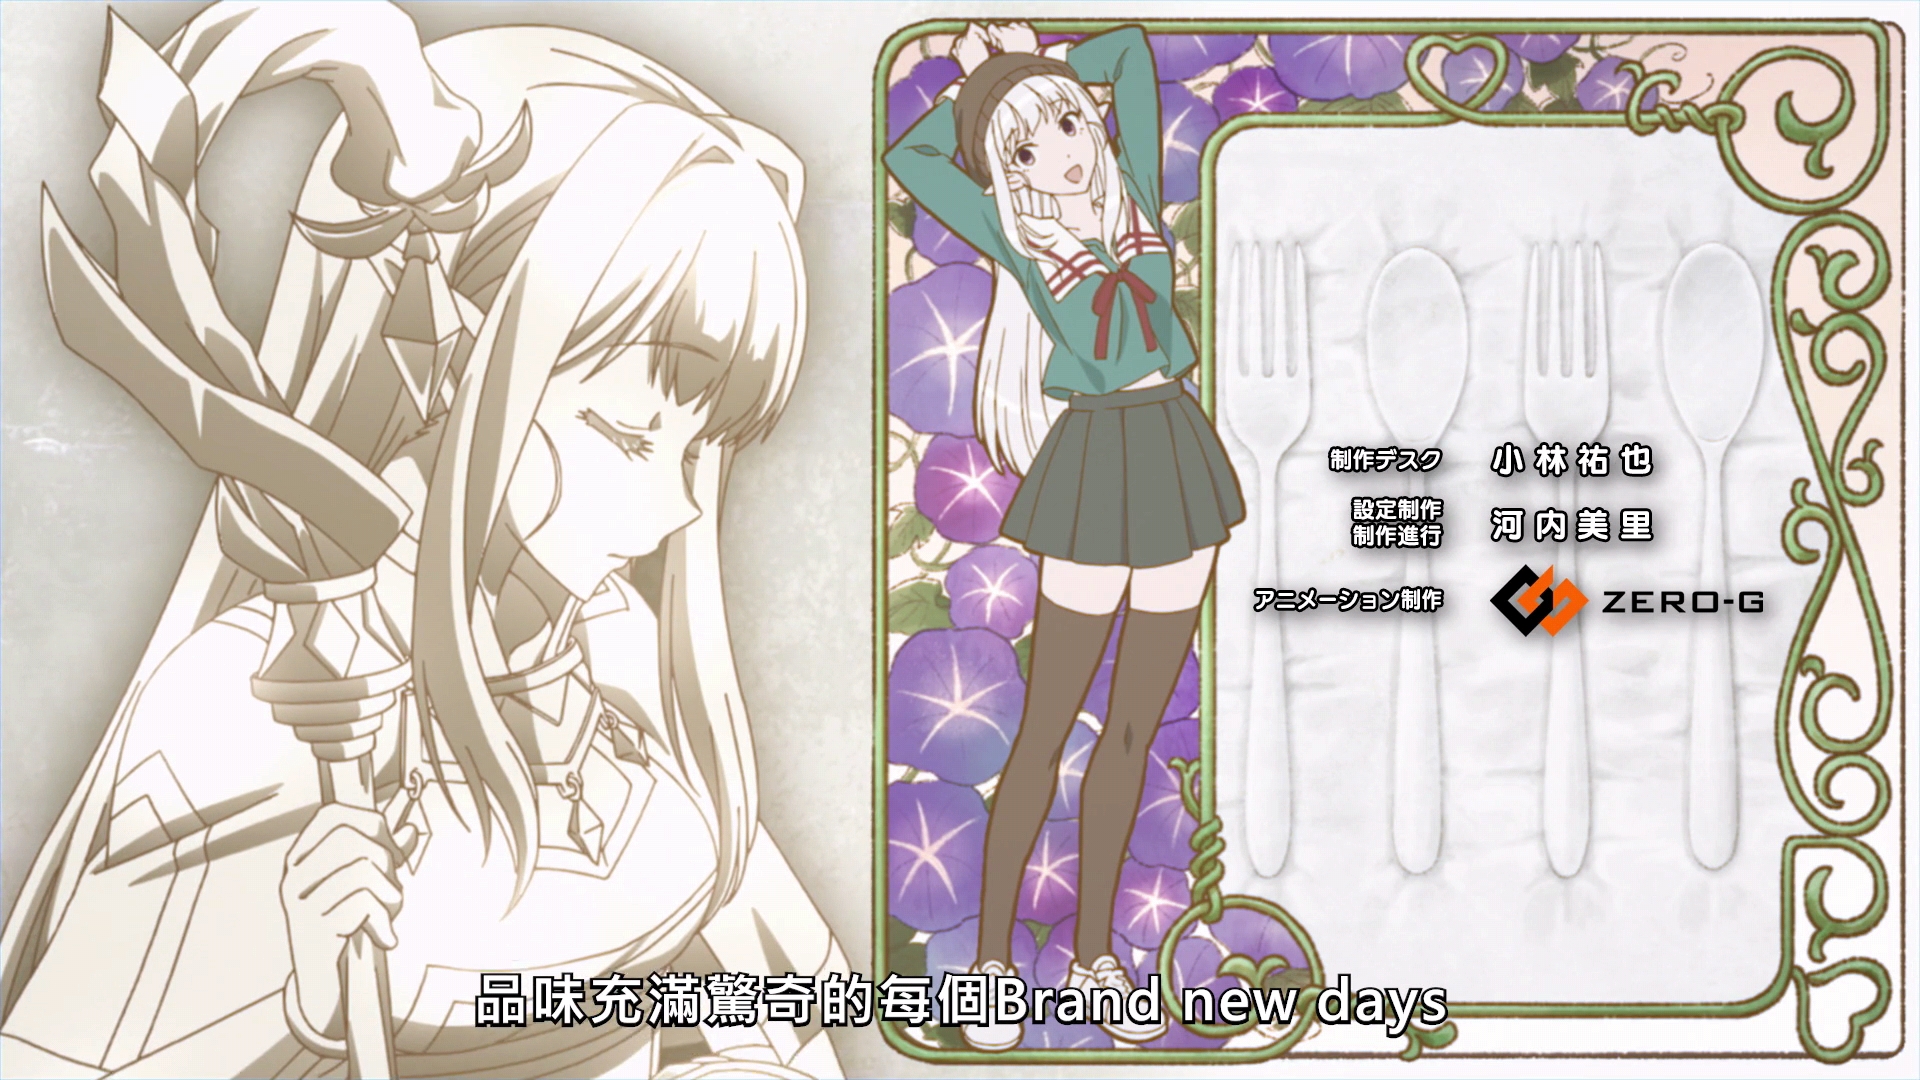 制作デスク 小林祐也
設定制作
制作進行 河内美里
アニメーション制作 ZERO-G
品味充滿驚奇的每個Brand new days